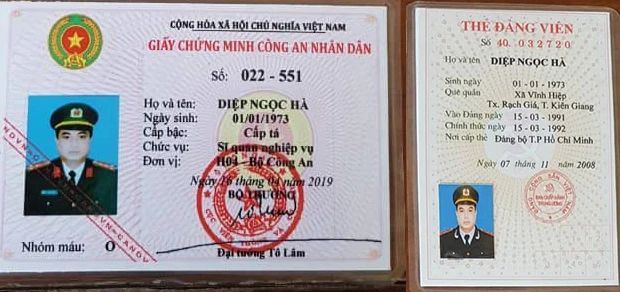 CỘNG HÒA XÃ HỘI CHỦ NGHĨA VIỆT NAM
GIẤY CHỨNG MINH CÔNG AN NHÂN DÂN
Số: 022 - 551
Họ và tên: DIỆP NGỌC HÀ
Ngày sinh: 01/01/1973
Cấp bậc: Cấp tá
Chức vụ: Sĩ quan nghiệp vụ
Đơn vị: H04 - Bộ Công An
Ngày 16 tháng 04 năm 2019
BỘ TRƯỞNG
Nhóm máu: O
Đại tướng Tô Lâm
THẺ ĐẢNG VIÊN
Số 40. 032720
Họ và tên DIỆP NGỌC HÀ
Sinh ngày 01 - 01 - 1973
Quê quán Xã Vĩnh Hiệp
Tx. Rạch Giá, T. Kiên Giang
Vào Đảng ngày 15 - 03 - 1991
Chính thức ngày 15 - 03 - 1992
Nơi cấp thẻ Đảng bộ T.P Hồ Chí Minh
Ngày 07 tháng 11 năm 2008